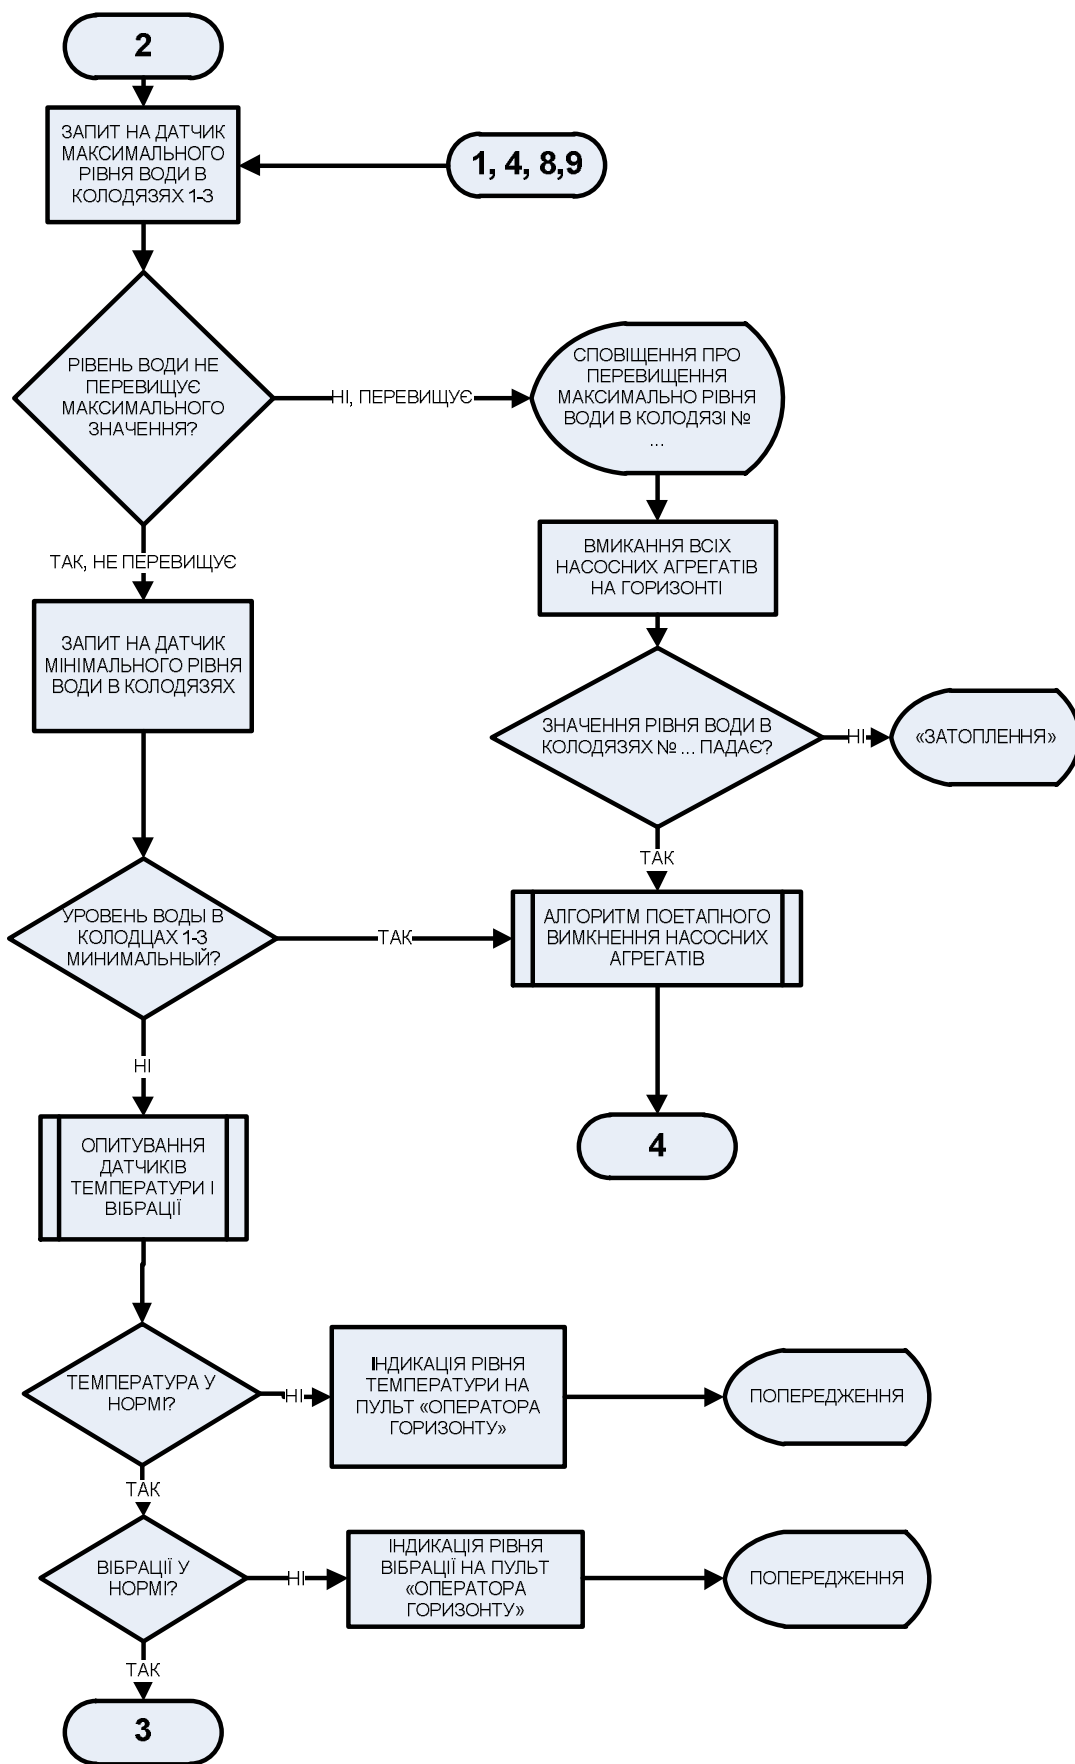 2
ЗАПИТ НА ДАТЧИК
МАКСИМАЛЬНОГО
РІВНЯ ВОДИ В
КОЛОДЯЗЯХ 1-3
1, 4, 8,9
РІВЕНЬ ВОДИ НЕ
ПЕРЕВИЩУЄ
МАКСИМАЛЬНОГО
ЗНАЧЕННЯ?
НІ, ПЕРЕВИЩУЄ
СПОВІЩЕННЯ ПРО
ПЕРЕВИЩЕННЯ
МАКСИМАЛЬНО РІВНЯ
ВОДИ В КОЛОДЯЗІ №
...
ТАК, НЕ ПЕРЕВИЩУЄ
ВМИКАННЯ ВСІХ
НАСОСНИХ АГРЕГАТІВ
НА ГОРИЗОНТІ
ЗАПИТ НА ДАТЧИК
МІНІМАЛЬНОГО РІВНЯ
ВОДИ В КОЛОДЯЗЯХ
ЗНАЧЕННЯ РІВНЯ ВОДИ В
КОЛОДЯЗЯХ № ... ПАДАЄ?
НІ
«ЗАТОПЛЕННЯ»
ТАК
УРОВЕНЬ ВОДЫ В
КОЛОДЦАХ 1-3
МИНИМАЛЬНЫЙ?
ТАК
АЛГОРИТМ ПОЕТАПНОГО
ВИМКНЕННЯ НАСОСНИХ
АГРЕГАТІВ
НІ
4
ОПИТУВАННЯ
ДАТЧИКІВ
ТЕМПЕРАТУРИ І
ВІБРАЦІЇ
ТЕМПЕРАТУРА У
НОРМІ?
НІ
ІНДИКАЦІЯ РІВНЯ
ТЕМПЕРАТУРИ НА
ПУЛЬТ «ОПЕРАТОРА
ГОРИЗОНТУ»
ПОПЕРЕДЖЕННЯ
ТАК
ВІБРАЦІЇ У
НОРМІ?
НІ
ІНДИКАЦІЯ РІВНЯ
ВІБРАЦІЇ НА ПУЛЬТ
«ОПЕРАТОРА
ГОРИЗОНТУ»
ПОПЕРЕДЖЕННЯ
ТАК
3